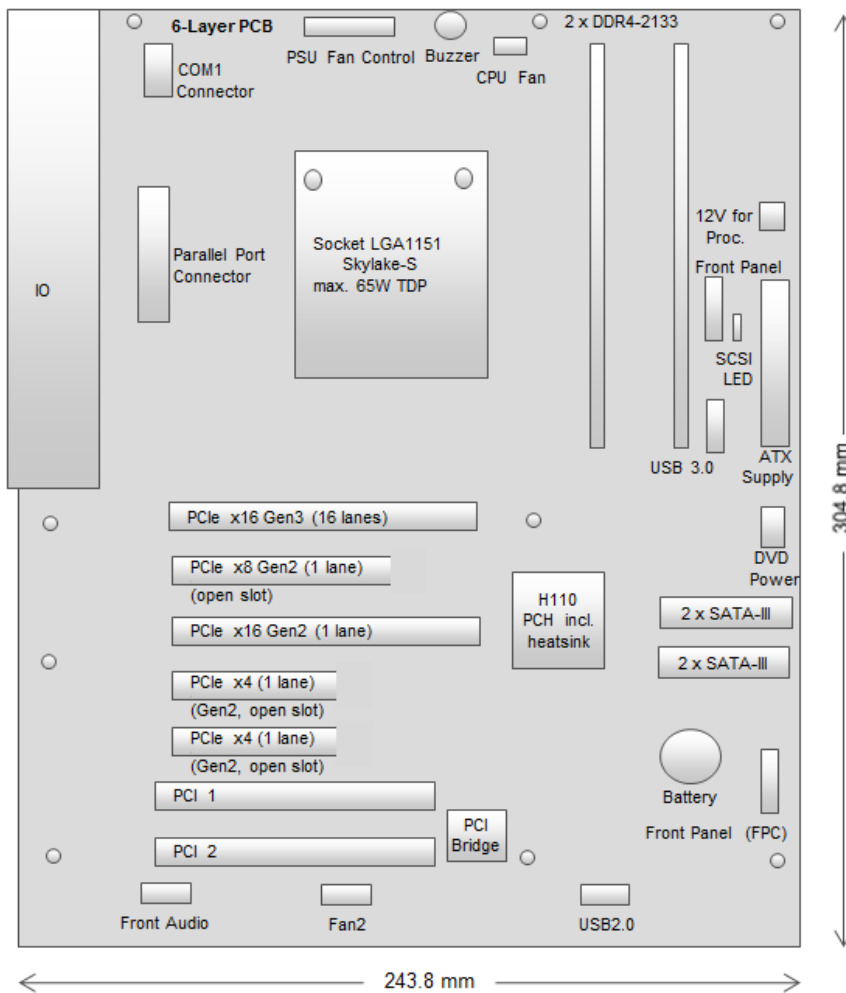 6-Layer PCB
2 x DDR4-2133
PSU Fan Control
Buzzer
CPU Fan
COM1
Connector
12V for
Proc.
Parallel Port
Connector
Socket LGA1151
Skylake-S
max. 65W TDP
Front Panel
IO
SCSI
LED
USB 3.0
ATX
Supply
304.8 mm
PCIe x16 Gen3 (16 lanes)
DVD
Power
PCIe x8 Gen2 (1 lane)
(open slot)
H110
PCH incl.
heatsink
2 x SATA-III
PCIe x16 Gen2 (1 lane)
2 x SATA-III
PCIe x4 (1 lane)
(Gen2, open slot)
PCIe x4 (1 lane)
(Gen2, open slot)
PCI 1
Battery
PCI
Bridge
Front Panel (FPC)
PCI 2
Front Audio
Fan2
USB2.0
243.8 mm